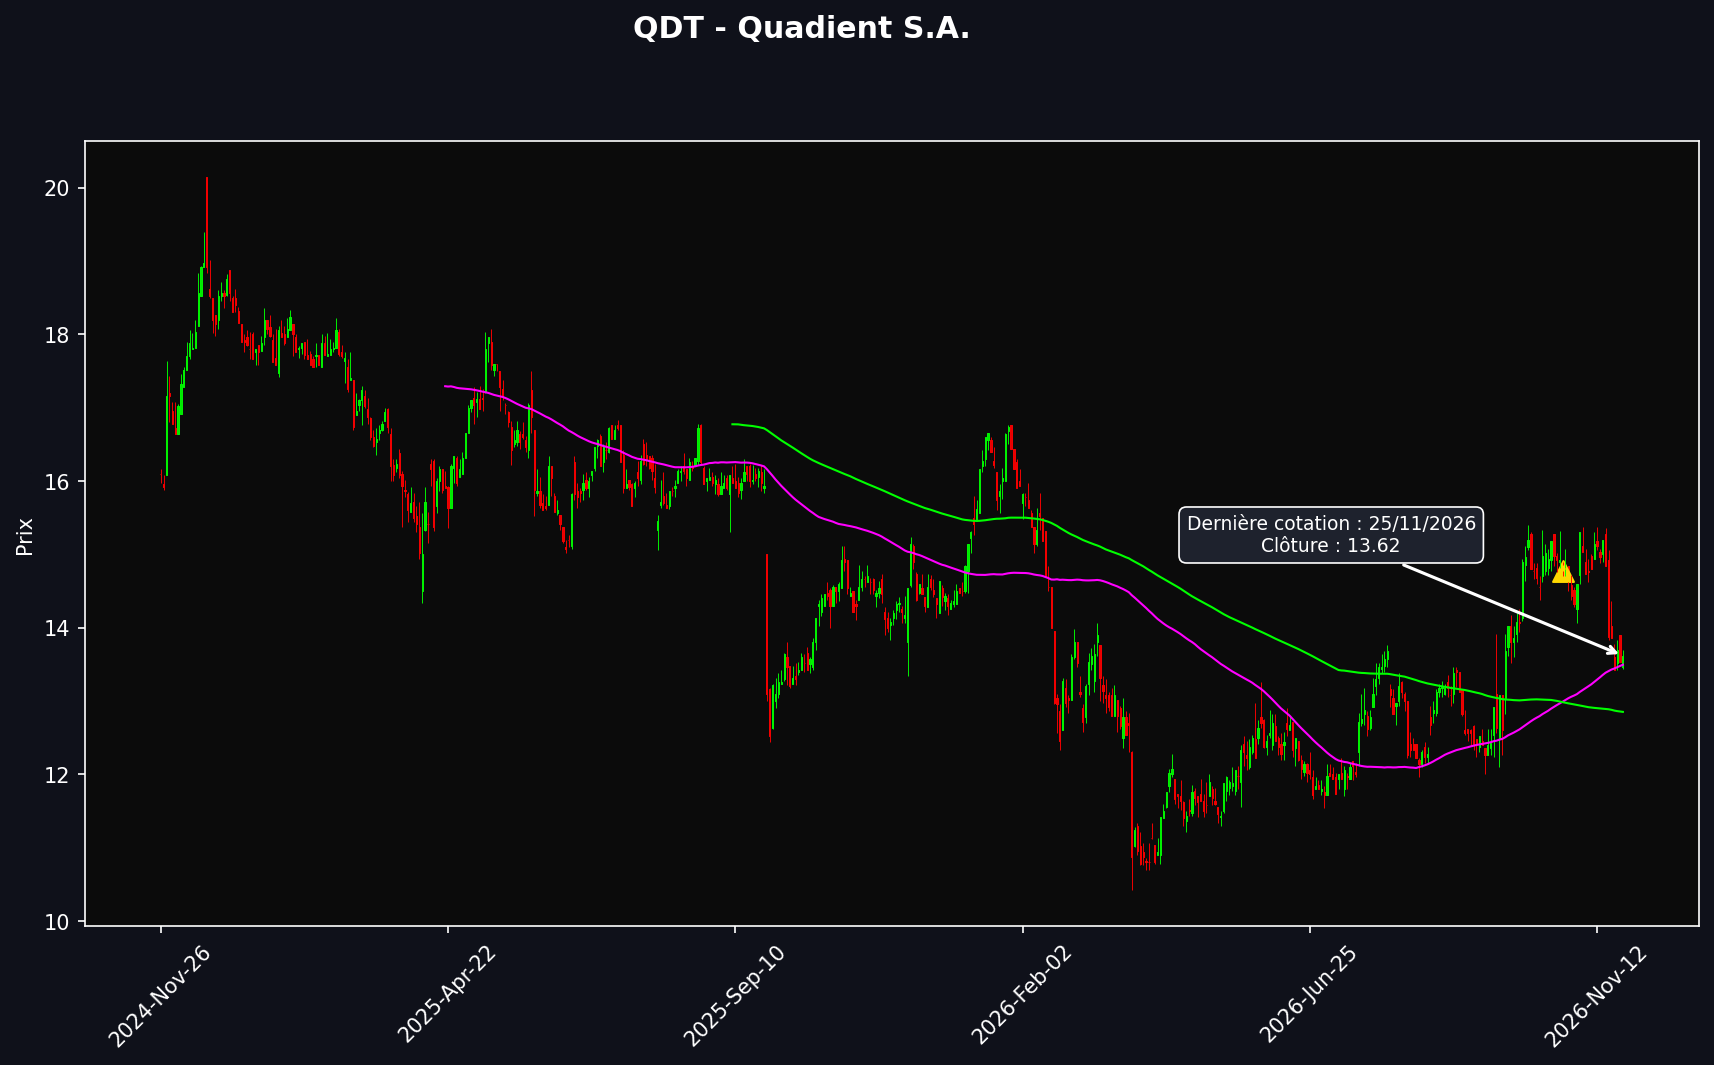 QDT - Quadient S.A.
Prix
20
18
16
14
12
10
Dernière cotation : 25/11/2026
Clôture : 13.62
2024-Nov-26
2025-Apr-22
2025-Sep-10
2026-Feb-02
2026-Jun-25
2026-Nov-12